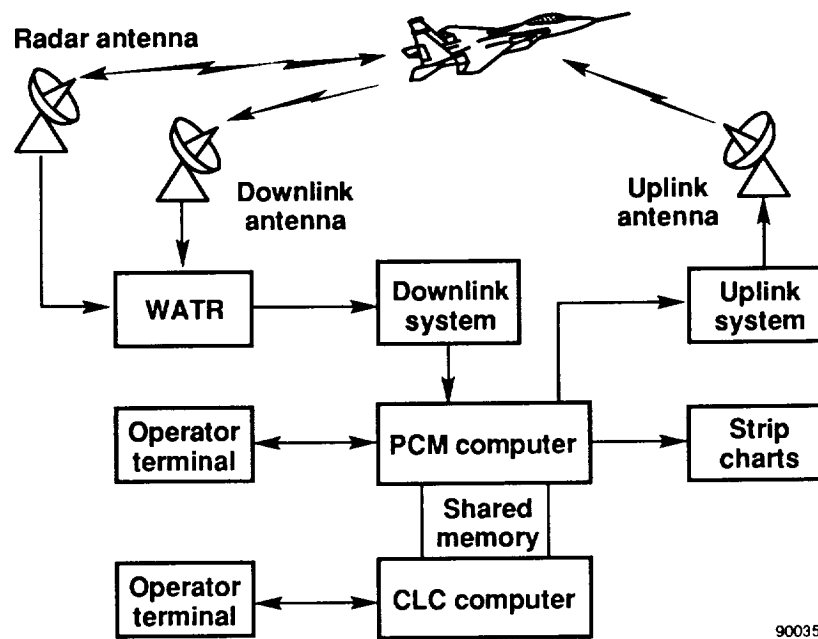 Radar antenna
Downlink
antenna
Uplink
antenna
WATR
Downlink
system
Uplink
system
Operator
terminal
PCM computer
Strip
charts
Shared
memory
Operator
terminal
CLC computer
90035